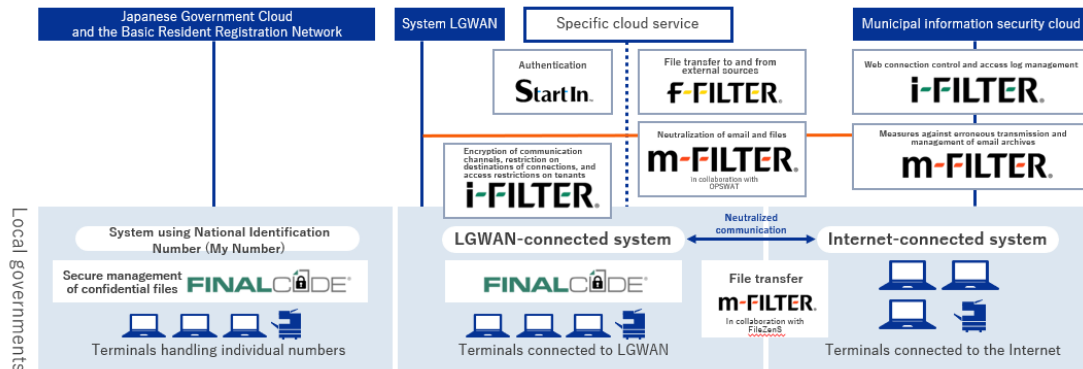 Japanese Government Cloud
and the Basic Resident Registration Network
System LGWAN
Specific cloud service
Municipal information security cloud
Authentication
StartIn™
File transfer to and from
external sources
f-FILTER®
Web connection control and access log management
i-FILTER®
Neutralization of email and files
m-FILTER®
in collaboration with
OPSWAT
Measures against erroneous transmission and
management of email archives
m-FILTER®
Encryption of communication
channels, restriction on
destinations of connections, and
access restrictions on tenants
i-FILTER®
Local governments
System using National Identification
Number (My Number)
Secure management
of confidential files
FINALCODE®
Terminals handling individual numbers
LGWAN-connected system
FINALCODE®
Terminals connected to LGWAN
Neutralized
communication
File transfer
m-FILTER®
In collaboration with
FileZenS
Internet-connected system
Terminals connected to the Internet